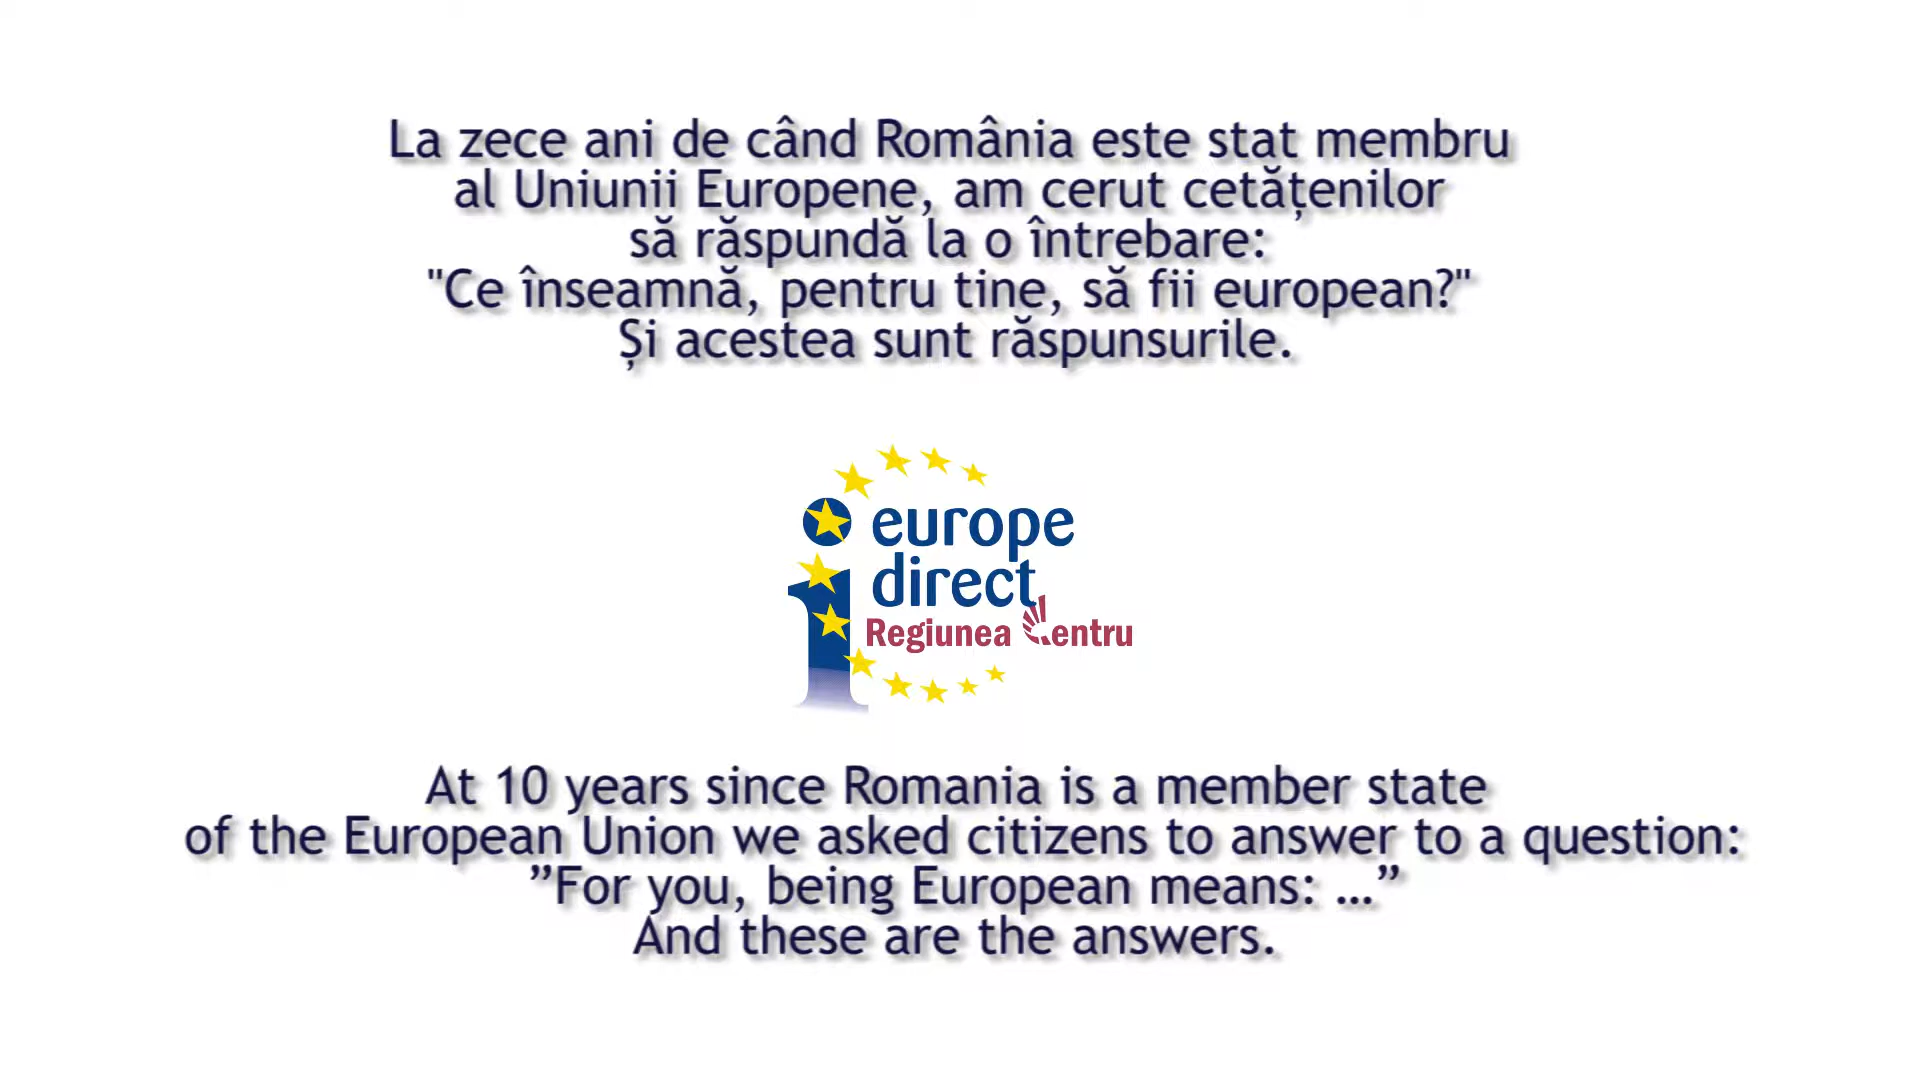 La zece ani de când România este stat membru
al Uniunii Europene, am cerut cetățenilor
să răspundă la o întrebare:
"Ce înseamnă, pentru tine, să fii european?"
Și acestea sunt răspunsurile.
europe
direct
Regiunea Centru
At 10 years since Romania is a member state
of the European Union we asked citizens to answer to a question:
”For you, being European means: …”
And these are the answers.